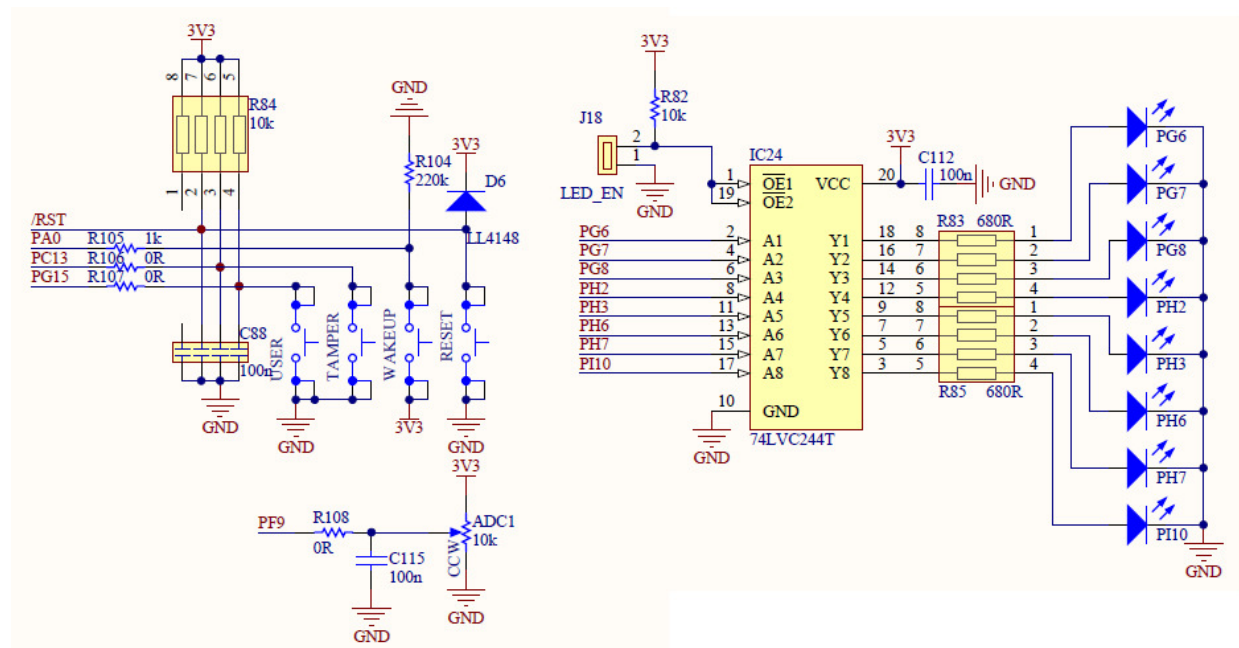 3V3
8 7 6 5
R84
10k
1 2 3 4
GND
R104
220k
3V3
D6
LL4148
/RST
PA0 R105 1k
PC13 R106 0R
PG15 R107 0R
C88
100n
USER
TAMPER
WAKEUP
RESET
GND
GND
3V3
GND
3V3
PF9 R108
0R
ADC1
10k
CCW
C115
100n
GND
GND
3V3
R82
10k
J18
2
1
LED_EN
GND
IC24
1 OE1 VCC 20
19 OE2
3V3
C112
100n
GND
R83 680R
PG6 2 A1 Y1 18 8 1
PG7 4 A2 Y2 16 7 2
PG8 6 A3 Y3 14 6 3
PH2 8 A4 Y4 12 5 4
PH3 11 A5 Y5 9 8 1
PH6 13 A6 Y6 7 7 2
PH7 15 A7 Y7 5 6 3
PI10 17 A8 Y8 3 5 4
R85 680R
10 GND
74LVC244T
GND
PG6
PG7
PG8
PH2
PH3
PH6
PH7
PI10
GND